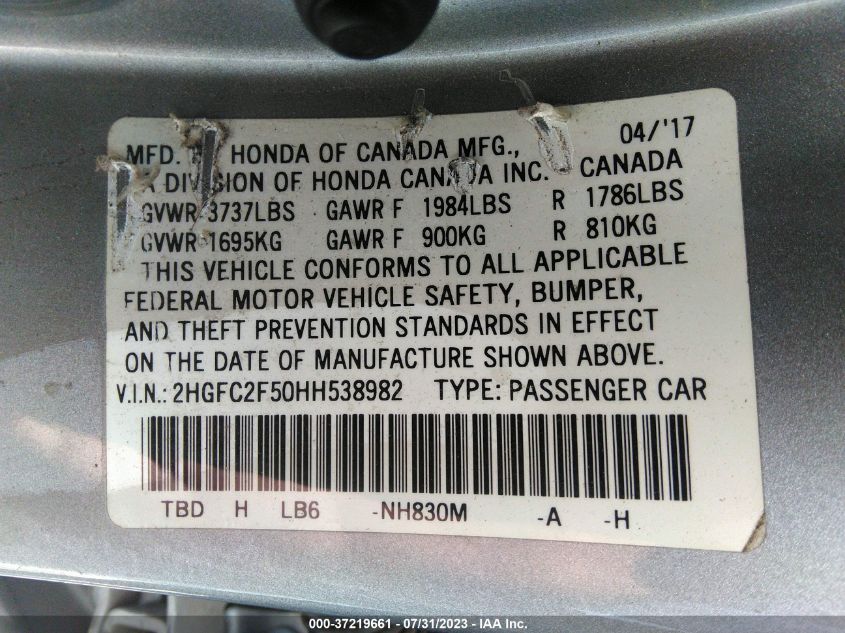 04/'17
MFD. HONDA OF CANADA MFG.,
A DIVISION OF HONDA CANADA INC. CANADA
GVWR 3737LBS GAWR F 1984LBS R 1786LBS
GVWR 1695KG GAWR F 900KG R 810KG
THIS VEHICLE CONFORMS TO ALL APPLICABLE
FEDERAL MOTOR VEHICLE SAFETY, BUMPER,
AND THEFT PREVENTION STANDARDS IN EFFECT
ON THE DATE OF MANUFACTURE SHOWN ABOVE.
V.I.N.: 2HGFC2F50HH538982 TYPE: PASSENGER CAR
TBD H LB6 -NH830M -A -H
000-37219661 - 07/31/2023 - IAA Inc.